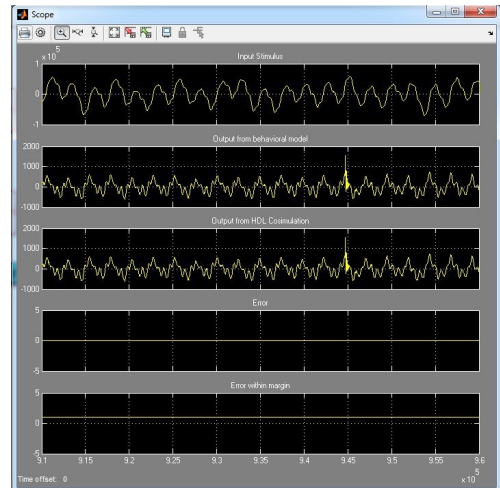 Scope
x 10^5
Input Stimulus
1
0
-1
Output from behavioral model
2000
1000
0
-1000
Output from HDL Cosimulation
2000
1000
0
-1000
Error
5
0
-5
Error within margin
5
0
-5
9.1 9.15 9.2 9.25 9.3 9.35 9.4 9.45 9.5 9.55 9.6
x 10^5
Time offset: 0